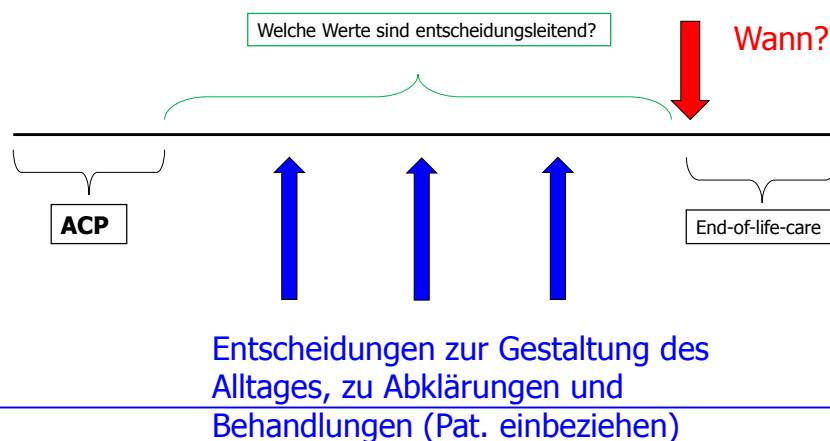 Welche Werte sind entscheidungsleitend?
Wann?
ACP
End-of-life-care
Entscheidungen zur Gestaltung des
Alltages, zu Abklärungen und
Behandlungen (Pat. einbeziehen)